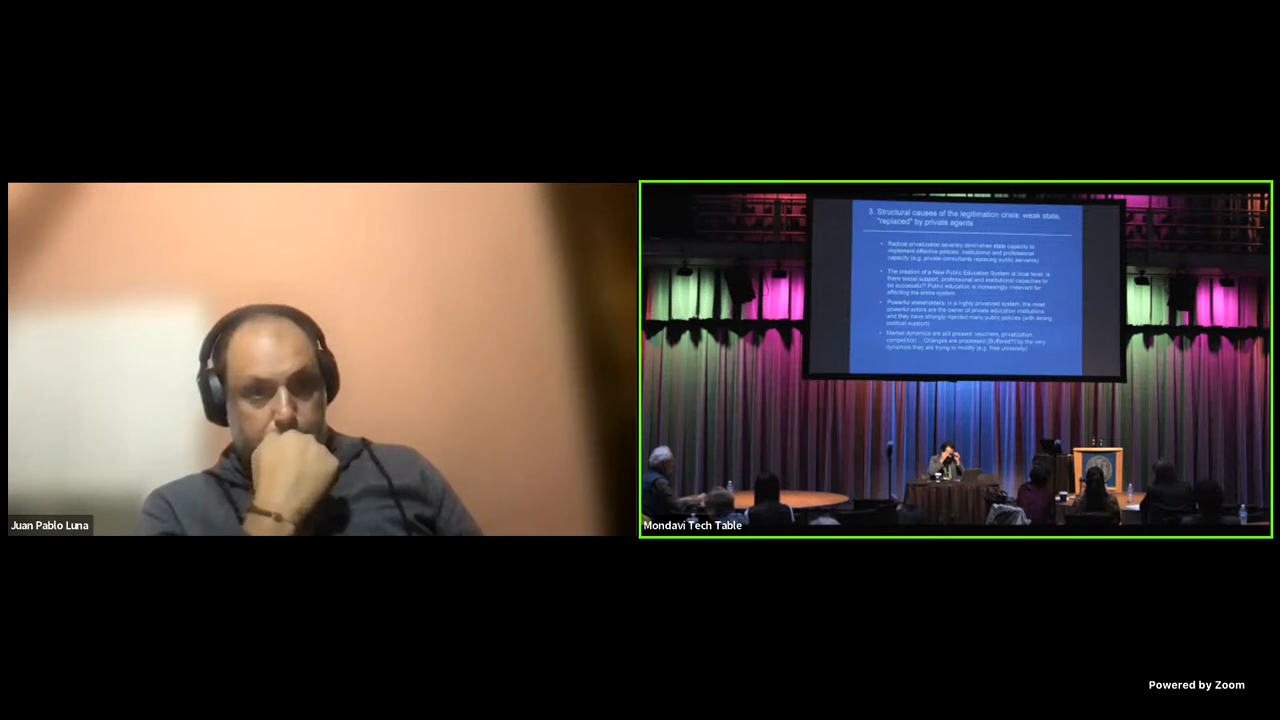 3. Structural causes of the legitimation crisis: weak state,
"replaced" by private agents
• Radical privatization severely diminishes state capacity to
implement effective policies: institutional and professional
capacity (e.g. private consultants replacing public servants)
• The creation of a New Public Education System at local level: is
there social support, professional and institutional capacities to
be successful? Public education is increasingly irrelevant for
affecting the entire system
• Powerful stakeholders: in a highly privatized system, the most
powerful actors are the owner of private education institutions
and they have strongly rejected many public policies (with strong
political support)
• Market dynamics are still present: vouchers, privatization,
competition... Changes are processed (Buffered?) by the very
dynamics they are trying to modify (e.g. free university)
Juan Pablo Luna
Mondavi Tech Table
Powered by Zoom